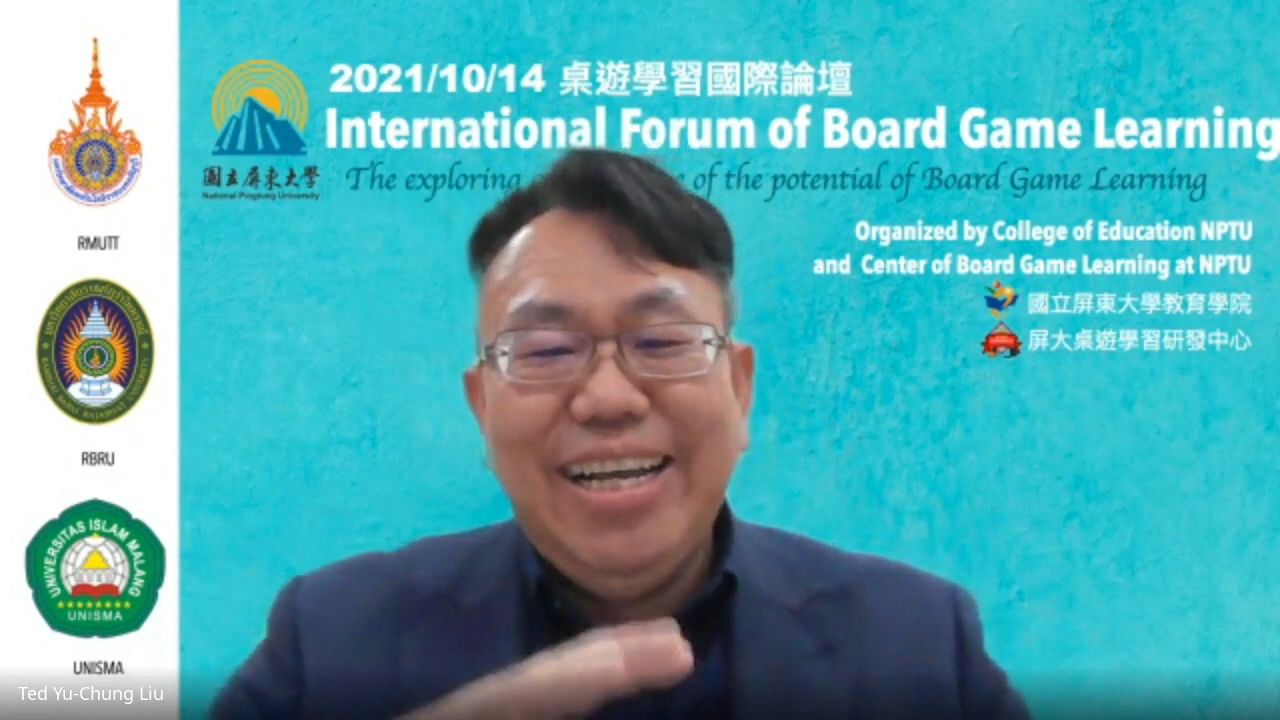 2021/10/14 桌遊學習國際論壇
International Forum of Board Game Learning
國立屏東大學
National Pingtung University
The exploring
of the potential of Board Game Learning
Organized by College of Education NPTU
and Center of Board Game Learning at NPTU
國立屏東大學教育學院
屏大桌遊學習研發中心
RMUTT
RBRU
UNIVERSITAS ISLAM MALANG
UNISMA
UNISMA
Ted Yu-Chung Liu